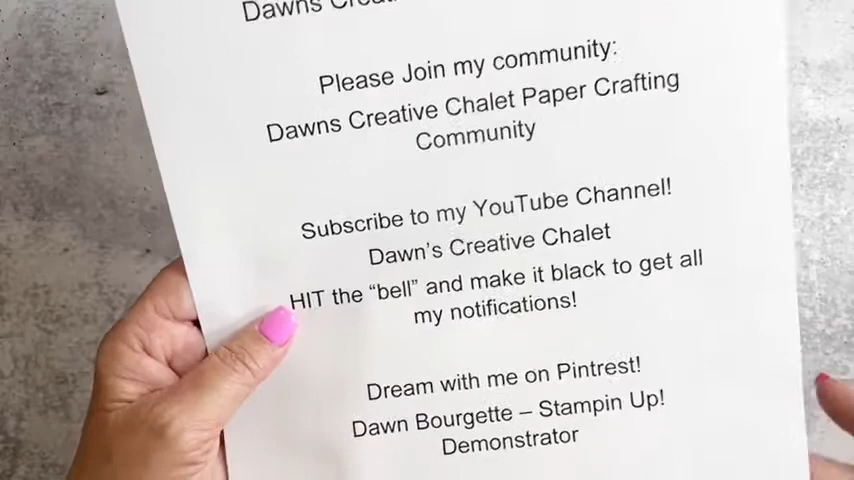 Dawns Creati
Please Join my community:
Dawns Creative Chalet Paper Crafting
Community
Subscribe to my YouTube Channel!
Dawn's Creative Chalet
HIT the “bell” and make it black to get all
my notifications!
Dream with me on Pintrest!
Dawn Bourgette – Stampin Up!
Demonstrator